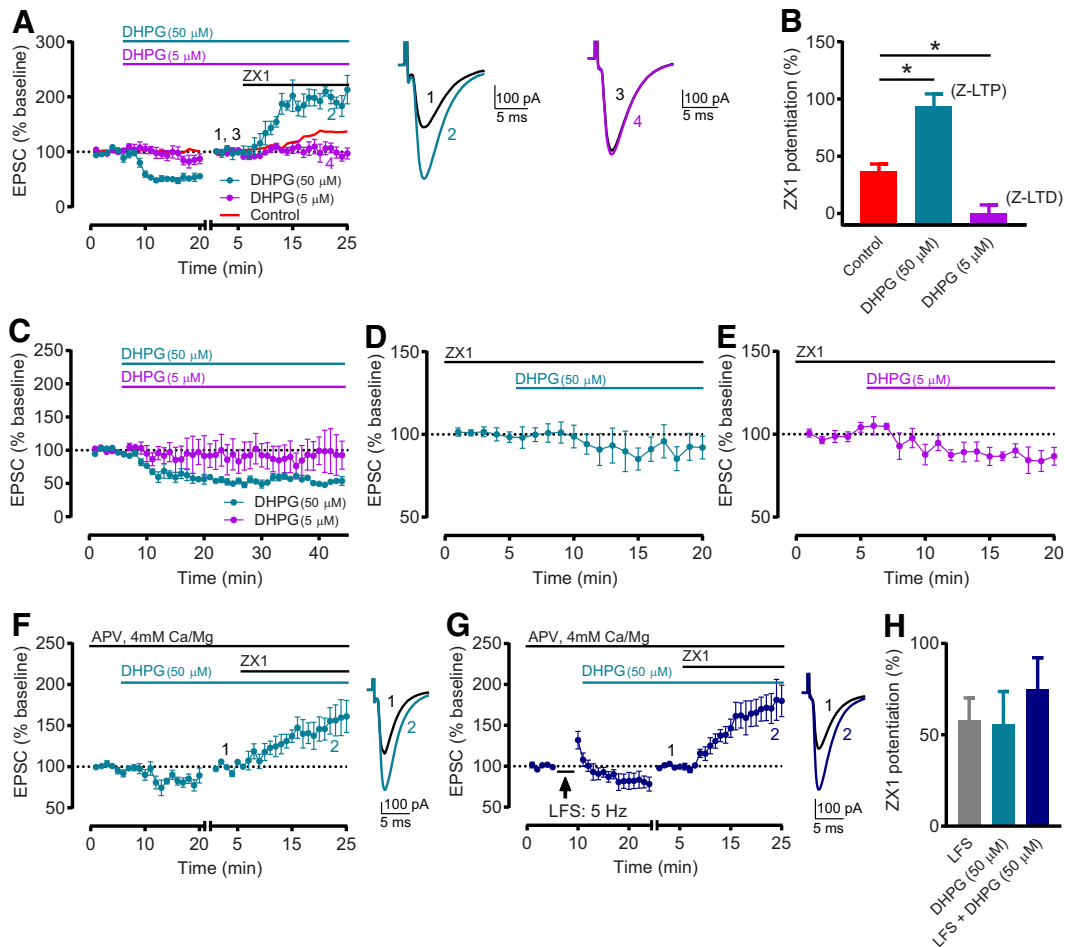 A
DHPG (50 µM)
DHPG (5 µM)
ZX1
EPSC (% baseline)
300
200
100
0
1, 3
2
4
DHPG (50 µM)
DHPG (5 µM)
Control
0 10 20 5 15 25
Time (min)
1
2
100 pA
5 ms
3
4
100 pA
5 ms
B
ZX1 potentiation (%)
150
100
50
0
*
*
(Z-LTP)
(Z-LTD)
Control
DHPG (50 µM)
DHPG (5 µM)
C
DHPG (50 µM)
DHPG (5 µM)
EPSC (% baseline)
250
200
150
100
50
0
DHPG (50 µM)
DHPG (5 µM)
0 10 20 30 40
Time (min)
D
ZX1
DHPG (50 µM)
EPSC (% baseline)
150
100
50
0 5 10 15 20
Time (min)
E
ZX1
DHPG (5 µM)
EPSC (% baseline)
150
100
50
0 5 10 15 20
Time (min)
F
APV, 4mM Ca/Mg
ZX1
DHPG (50 µM)
EPSC (% baseline)
250
200
150
100
50
1
2
0 10 20 5 15 25
Time (min)
1
2
100 pA
5 ms
G
APV, 4mM Ca/Mg
ZX1
DHPG (50 µM)
EPSC (% baseline)
250
200
150
100
50
1
2
LFS: 5 Hz
0 10 20 5 15 25
Time (min)
1
2
100 pA
5 ms
H
ZX1 potentiation (%)
100
50
0
LFS
DHPG (50 µM)
LFS + DHPG (50 µM)